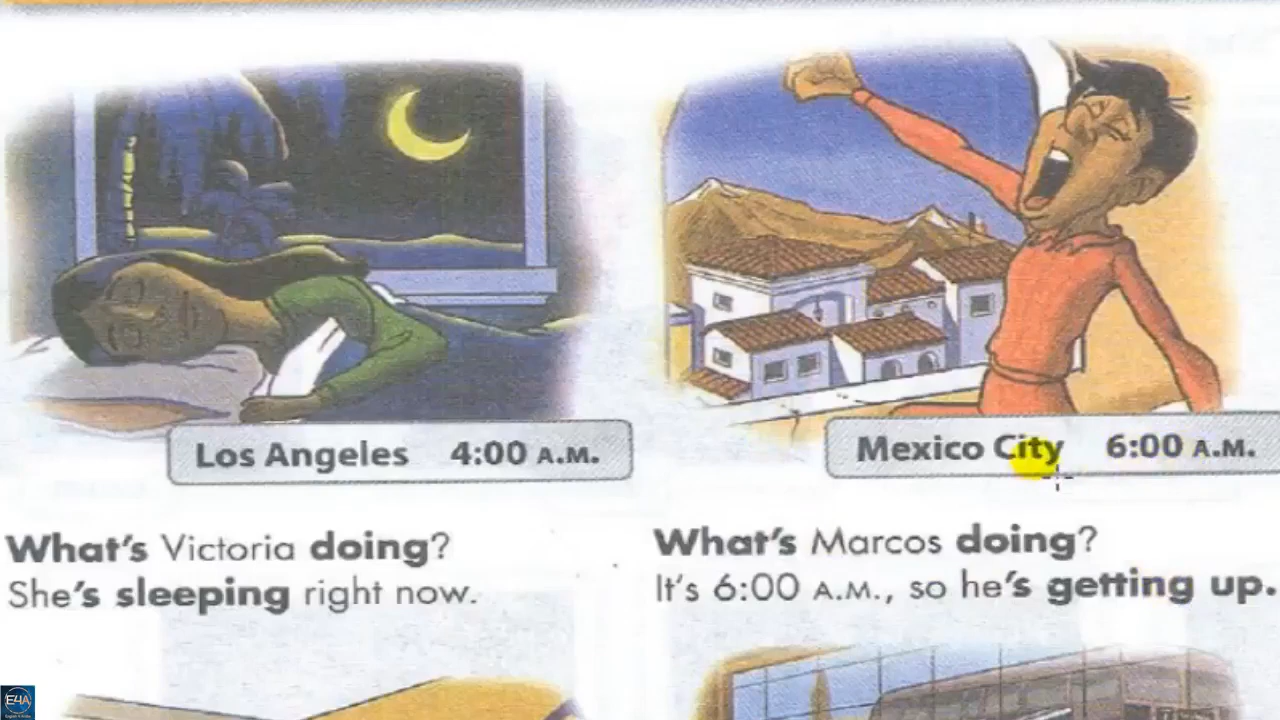 Los Angeles 4:00 A.M.
Mexico City 6:00 A.M.
What's Victoria doing?
She's sleeping right now.
What's Marcos doing?
It's 6:00 A.M., so he's getting up.
E4A